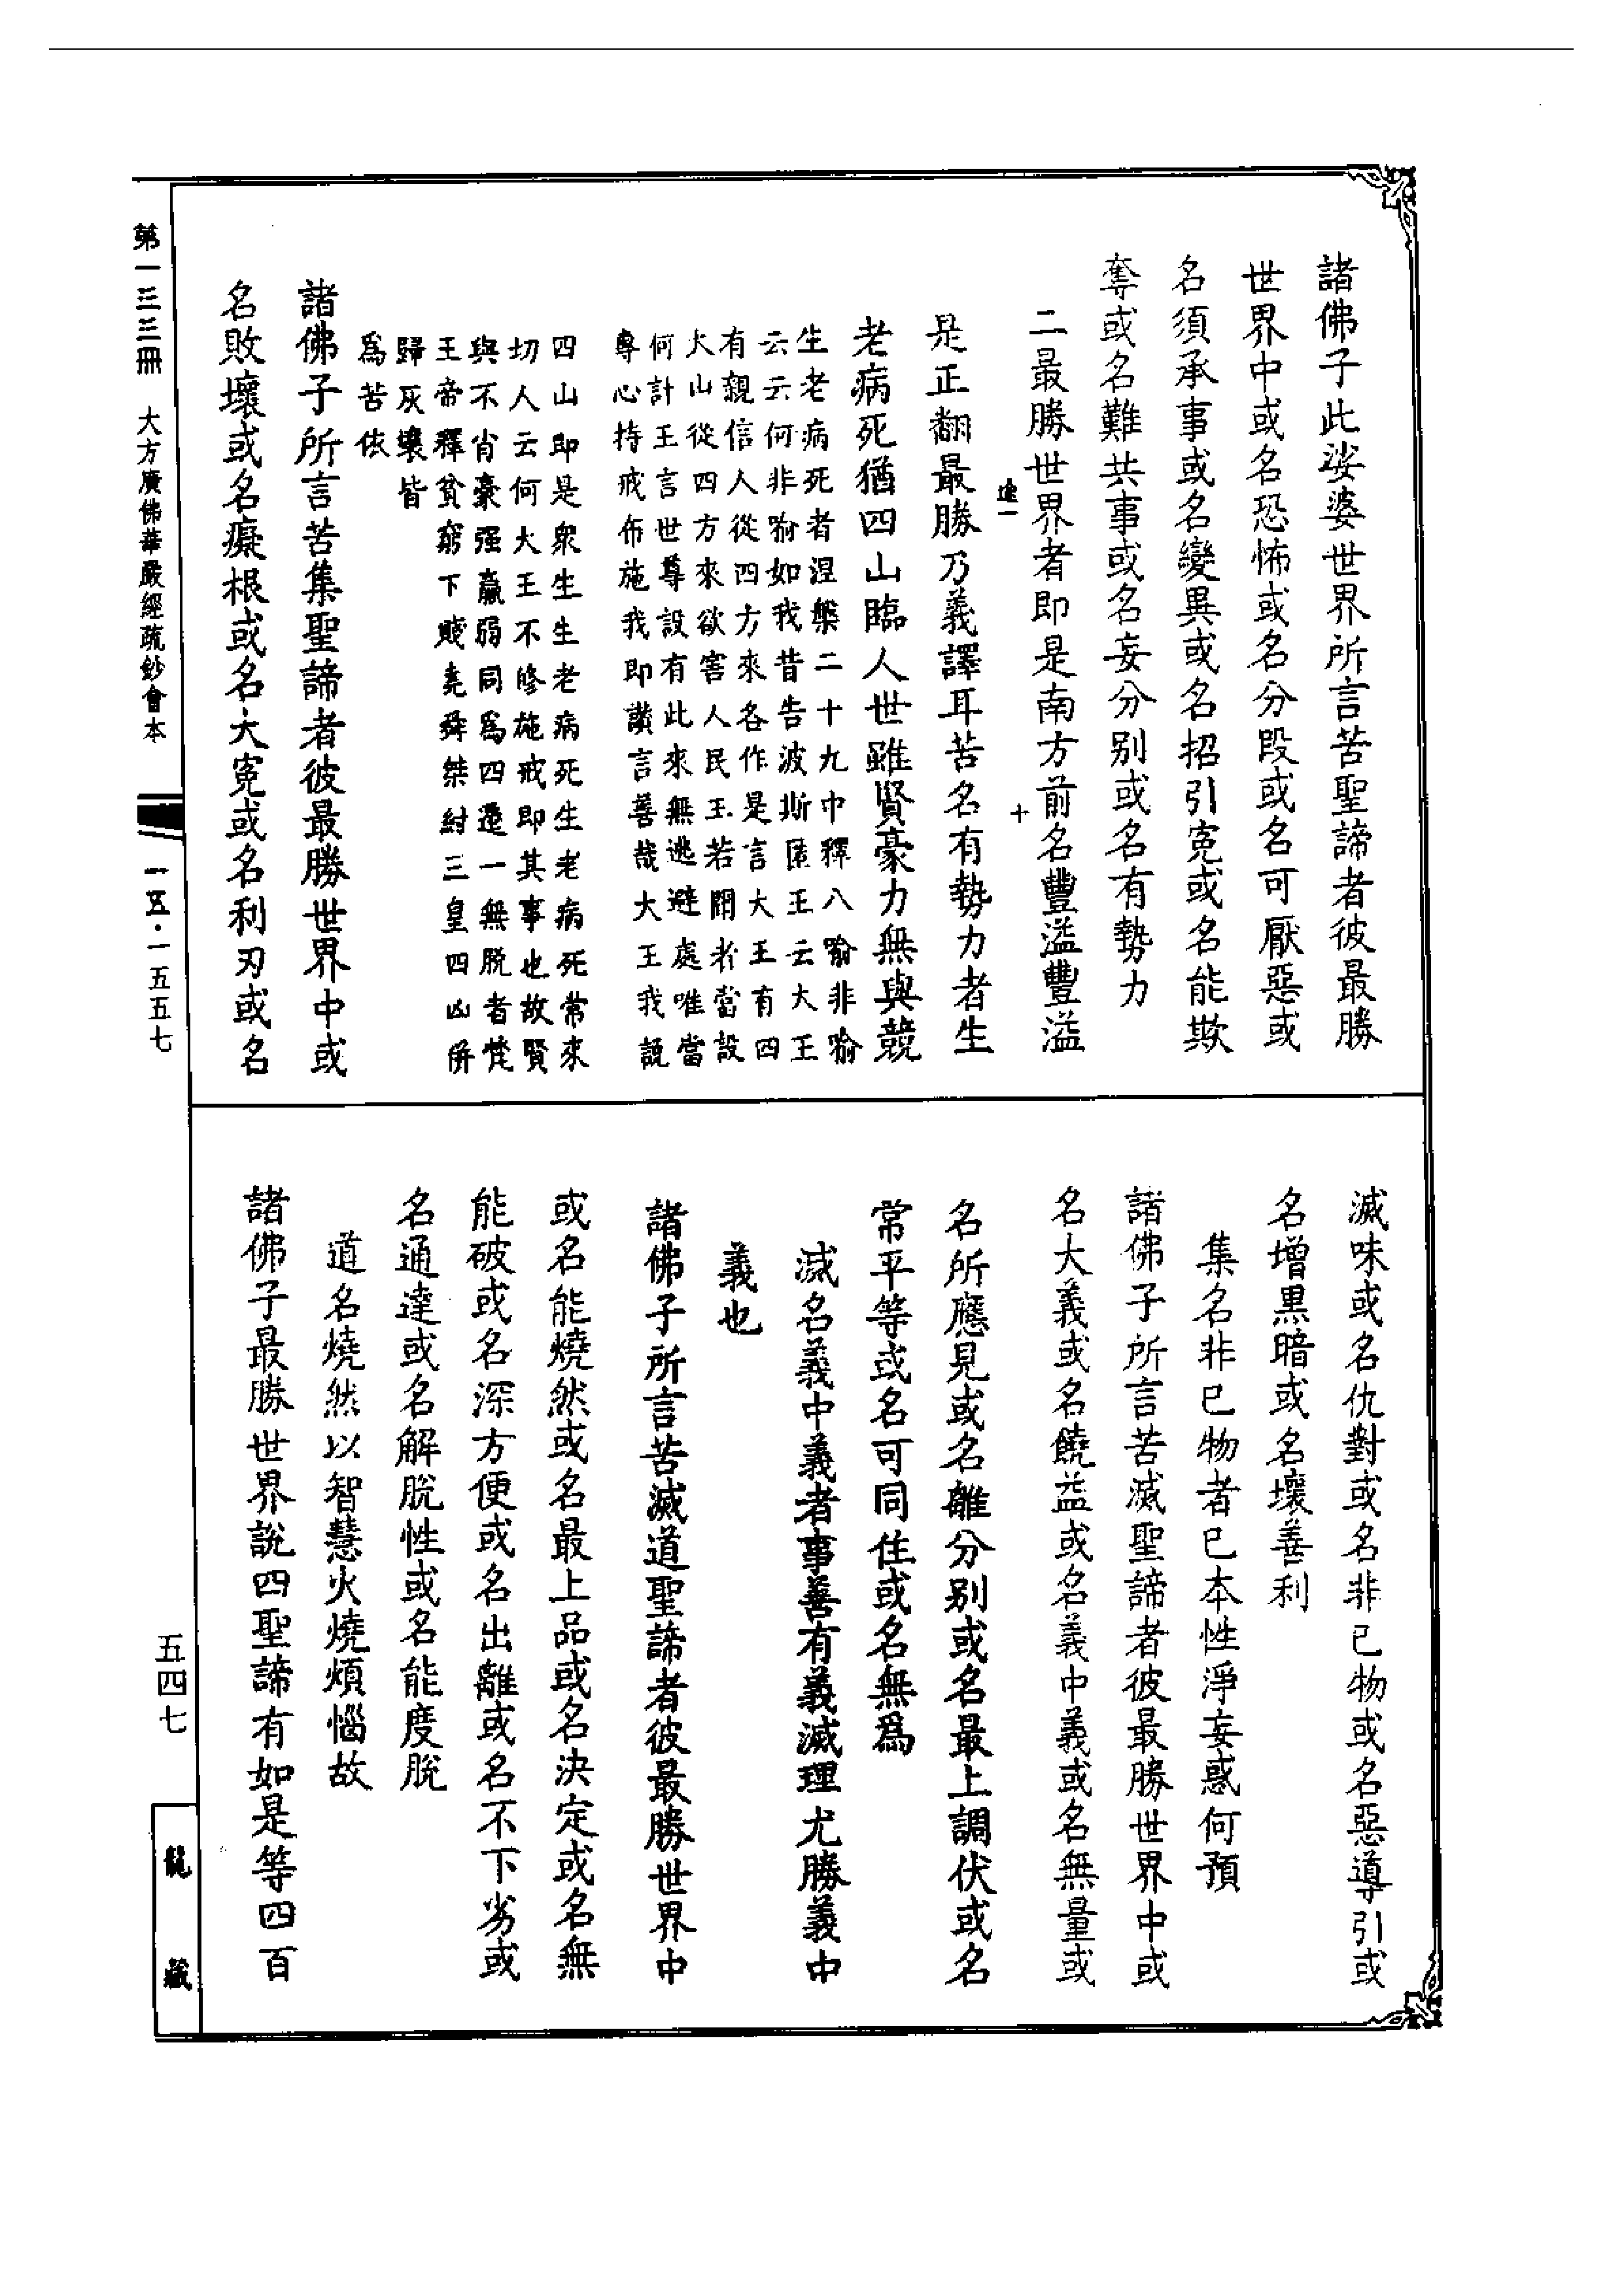 諸佛子此娑婆世界所言苦聖諦者彼最勝
世界中或名恐怖或名分段或名可厭惡或
名須承事或名變異或名招引寃或名能欺
奪或名難共事或名妄分別或名有勢力
二最勝世界者即是南方前名豐溢豐溢
十
是正翻最勝乃義譯耳苦名有勢力者生
老病死猶四山臨人世雖賢豪力無與競
生老病死者涅槃二十九中釋八喻非喻
云云何非喻如我昔告波斯匿王云大王
有親信人從四方來各作是言大王有四
大山從四方來欲害人民王若聞者當設
何計王言世尊設有此來無逃避處唯當
專心持戒布施我即讚言善哉大王我說
四山即是衆生生老病死生老病死常來
切人云何大王不修施戒即其事也故賢
與不肖豪强羸弱同爲四遷一無脫者梵
王帝釋貧窮下賤堯舜桀紂三皇四凶併
歸灰壞皆
爲苦依
諸佛子所言苦集聖諦者彼最勝世界中或
名敗壞或名癡根或名大寃或名利刃或名
滅味或名仇對或名非已物或名惡導引或
名增黑暗或名壞善利
集名非已物者已本性淨妄惑何預
諸佛子所言苦滅聖諦者彼最勝世界中或
名大義或名饒益或名義中義或名無量或
名所應見或名離分別或名最上調伏或名
常平等或名可同住或名無爲
滅名義中義者事善有義滅理尤勝義中
義也
諸佛子所言苦滅道聖諦者彼最勝世界中
或名能燒然或名最上品或名決定或名無
能破或名深方便或名出離或名不下劣或
名通達或名解脫性或名能度脫
道名燒然以智慧火燒煩惱故
諸佛子最勝世界說四聖諦有如是等四百
第一三三冊 大方廣佛華嚴經疏鈔會本
一五·一五五七
五四七
龍藏